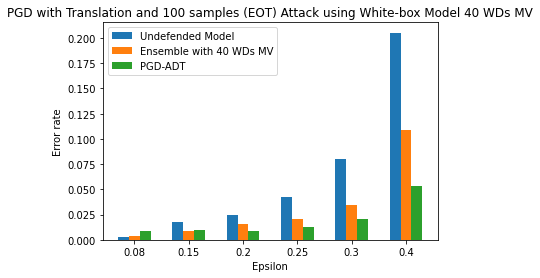 PGD with Translation and 100 samples (EOT) Attack using White-box Model 40 WDs MV
Undefended Model
Ensemble with 40 WDs MV
PGD-ADT
0.200
0.175
0.150
0.125
0.100
0.075
0.050
0.025
0.000
Error rate
0.08 0.15 0.2 0.25 0.3 0.4
Epsilon